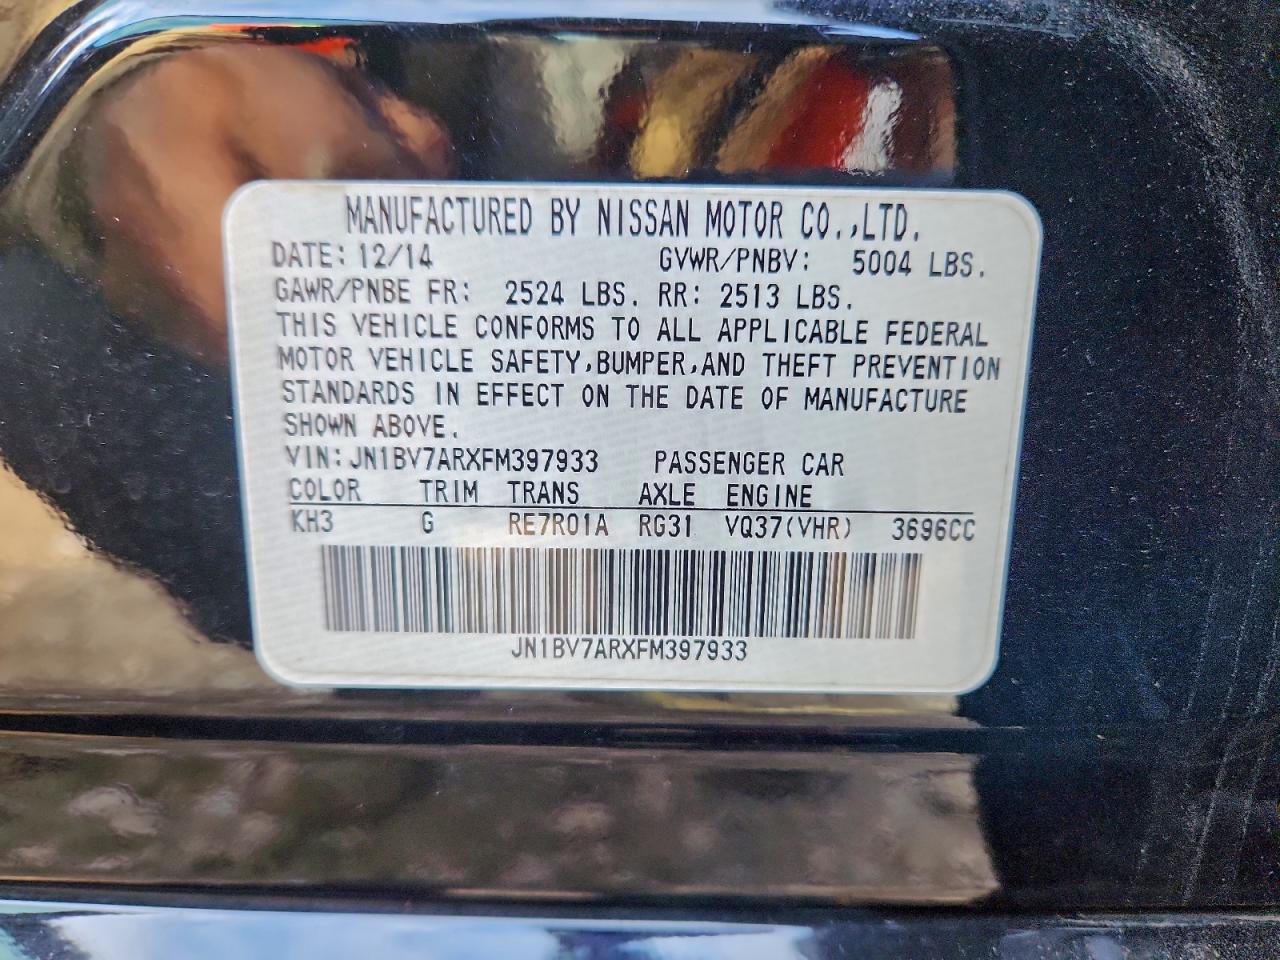 MANUFACTURED BY NISSAN MOTOR CO.,LTD.
DATE: 12/14 GVWR/PNBV: 5004 LBS.
GAWR/PNBE FR: 2524 LBS. RR: 2513 LBS.
THIS VEHICLE CONFORMS TO ALL APPLICABLE FEDERAL
MOTOR VEHICLE SAFETY,BUMPER,AND THEFT PREVENTION
STANDARDS IN EFFECT ON THE DATE OF MANUFACTURE
SHOWN ABOVE.
VIN: JN1BV7ARXFM397933 PASSENGER CAR
COLOR TRIM TRANS AXLE ENGINE
KH3 G RE7R01A RG31 VQ37(VHR) 3696CC
JN1BV7ARXFM397933